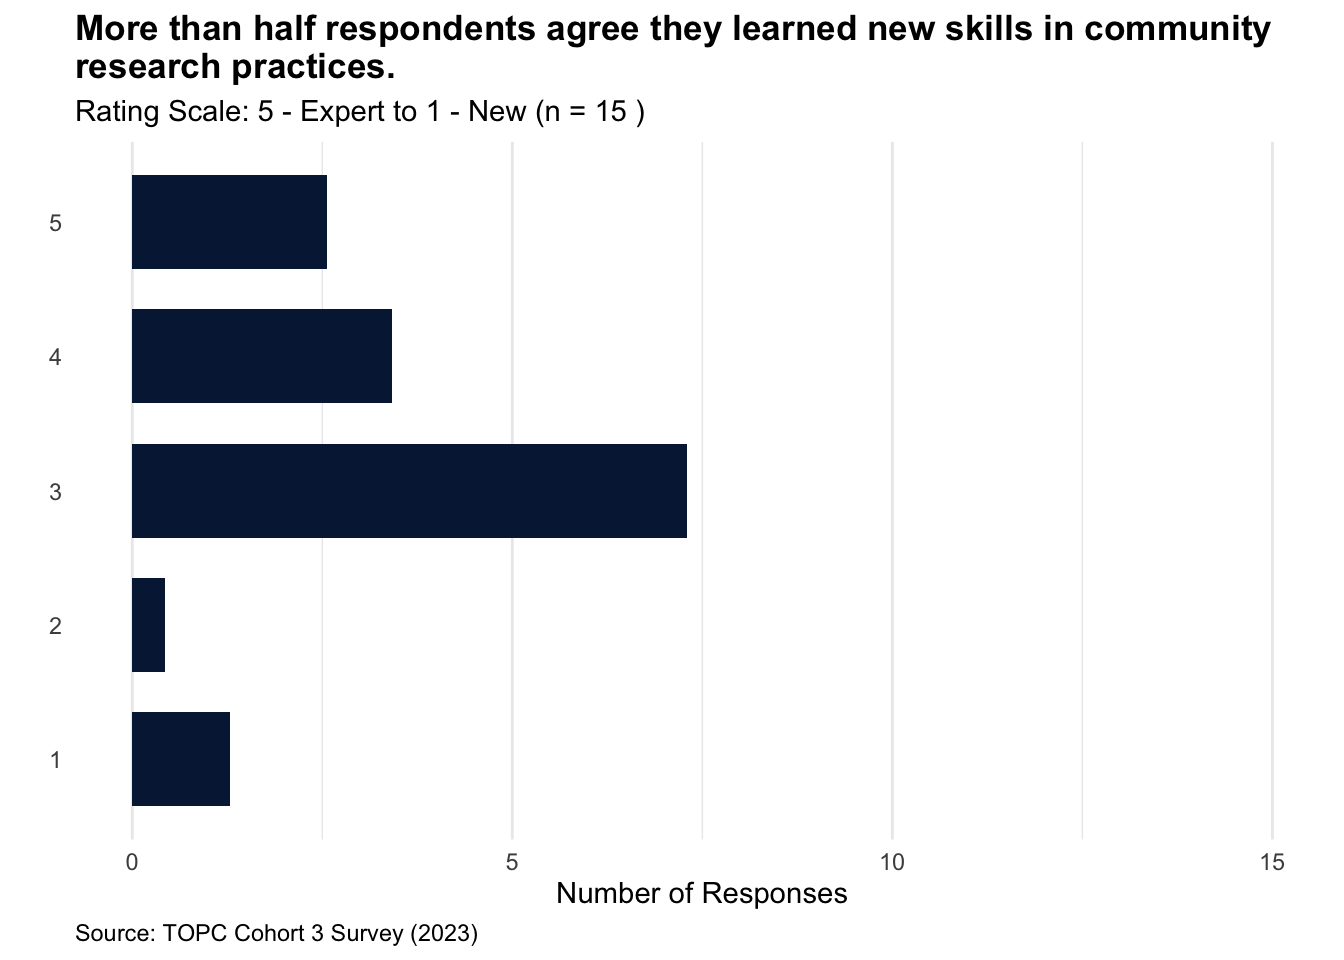 More than half respondents agree they learned new skills in community
research practices.
Rating Scale: 5 - Expert to 1 - New (n = 15 )
5
4
3
2
1
0 5 10 15
Number of Responses
Source: TOPC Cohort 3 Survey (2023)